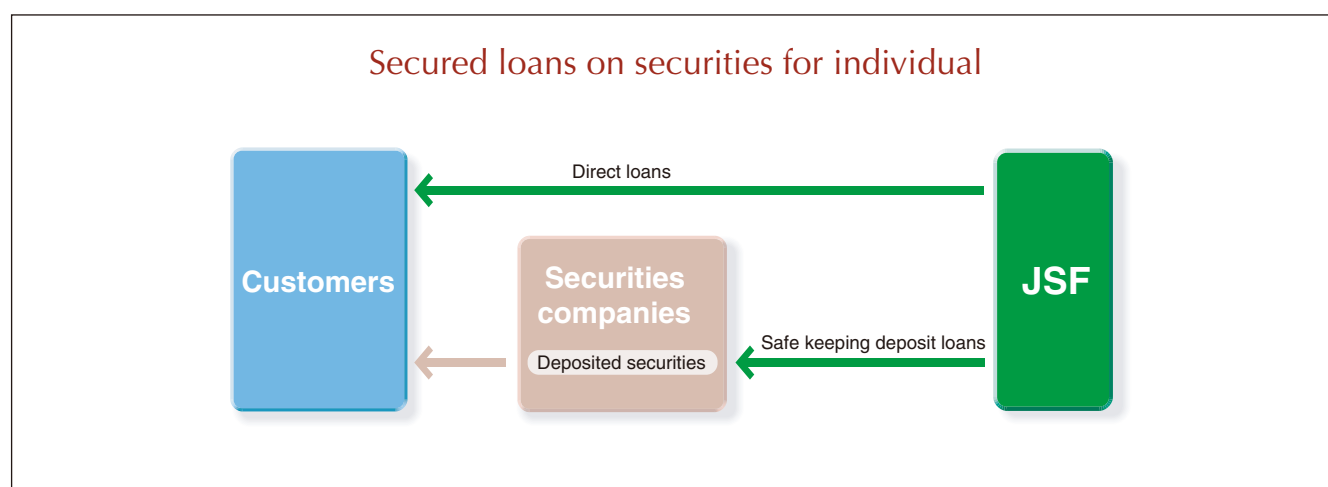 Secured loans on securities for individual
Direct loans
Customers
Securities
companies
Deposited securities
Safe keeping deposit loans
JSF